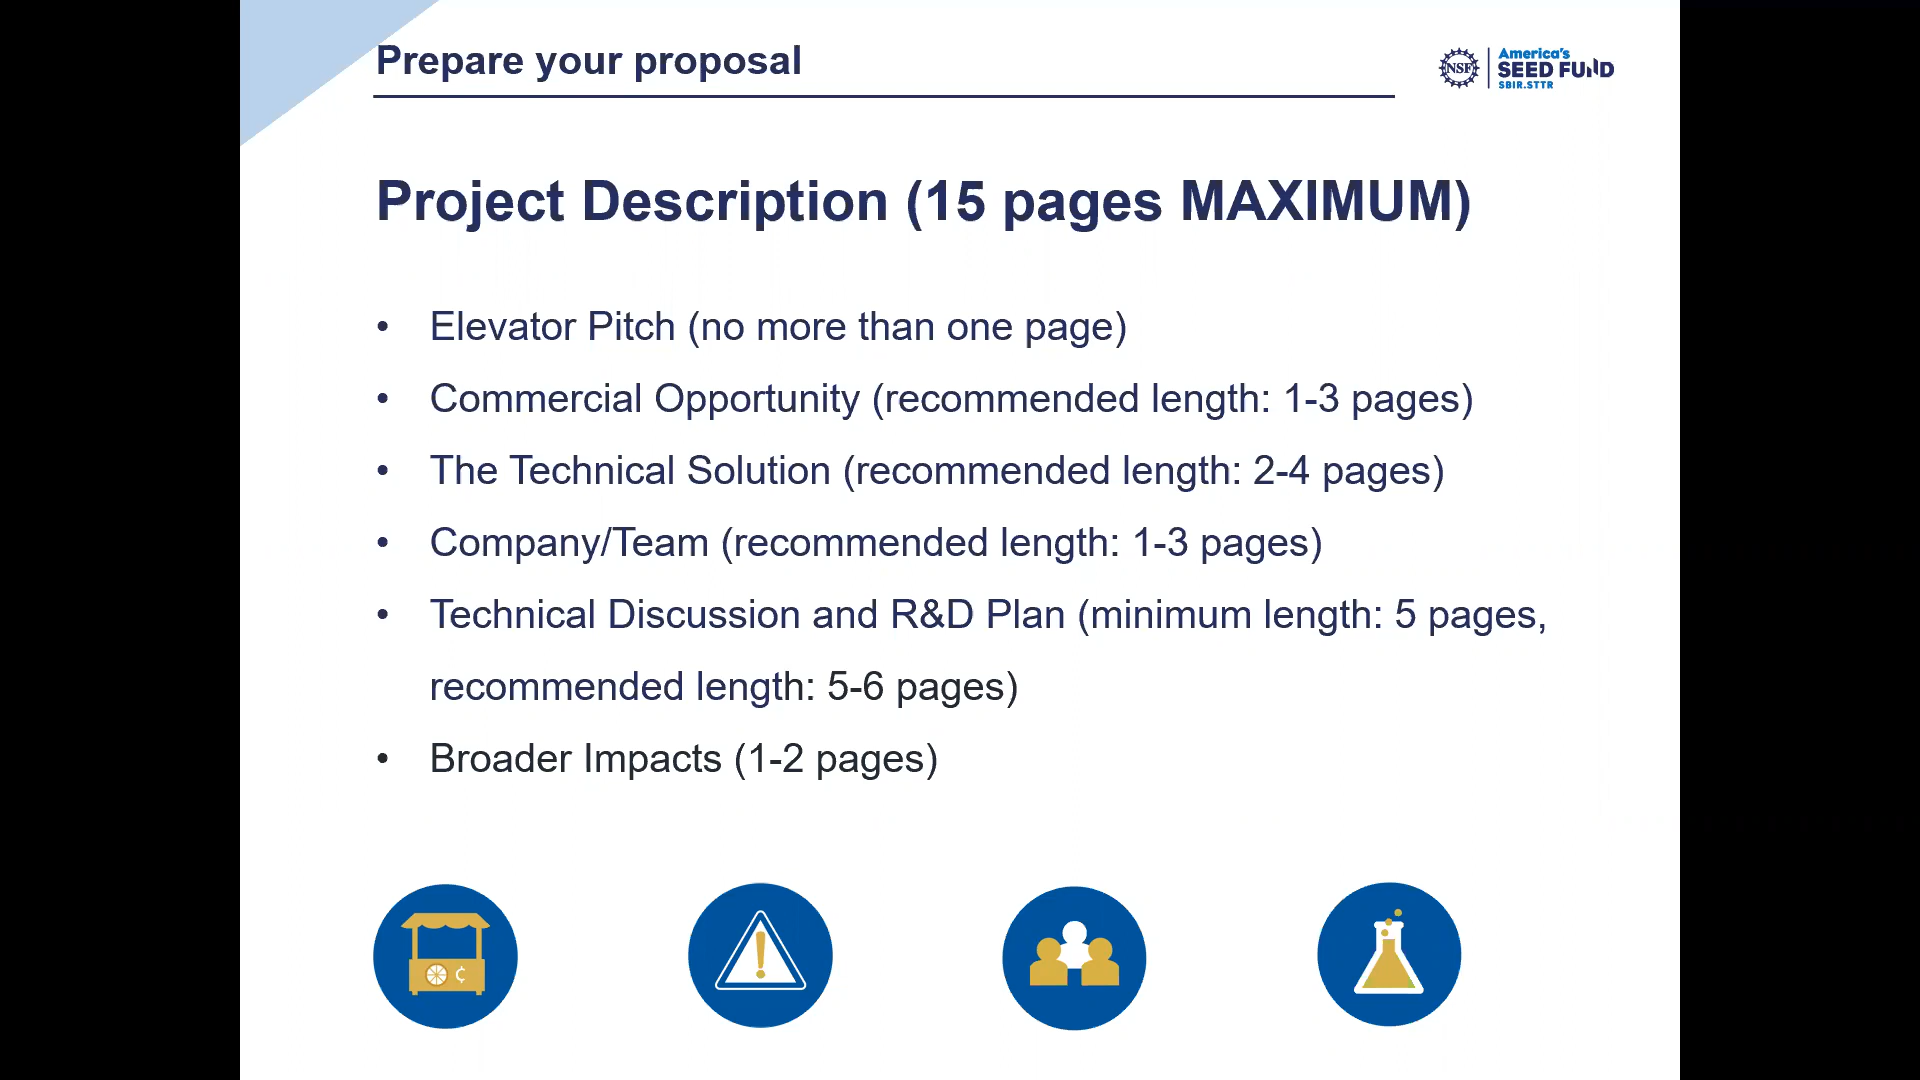 Prepare your proposal
NSF
America's
SEED FUND
SBIR.STTR
Project Description (15 pages MAXIMUM)
• Elevator Pitch (no more than one page)
• Commercial Opportunity (recommended length: 1-3 pages)
• The Technical Solution (recommended length: 2-4 pages)
• Company/Team (recommended length: 1-3 pages)
• Technical Discussion and R&D Plan (minimum length: 5 pages,
recommended length: 5-6 pages)
• Broader Impacts (1-2 pages)
¢